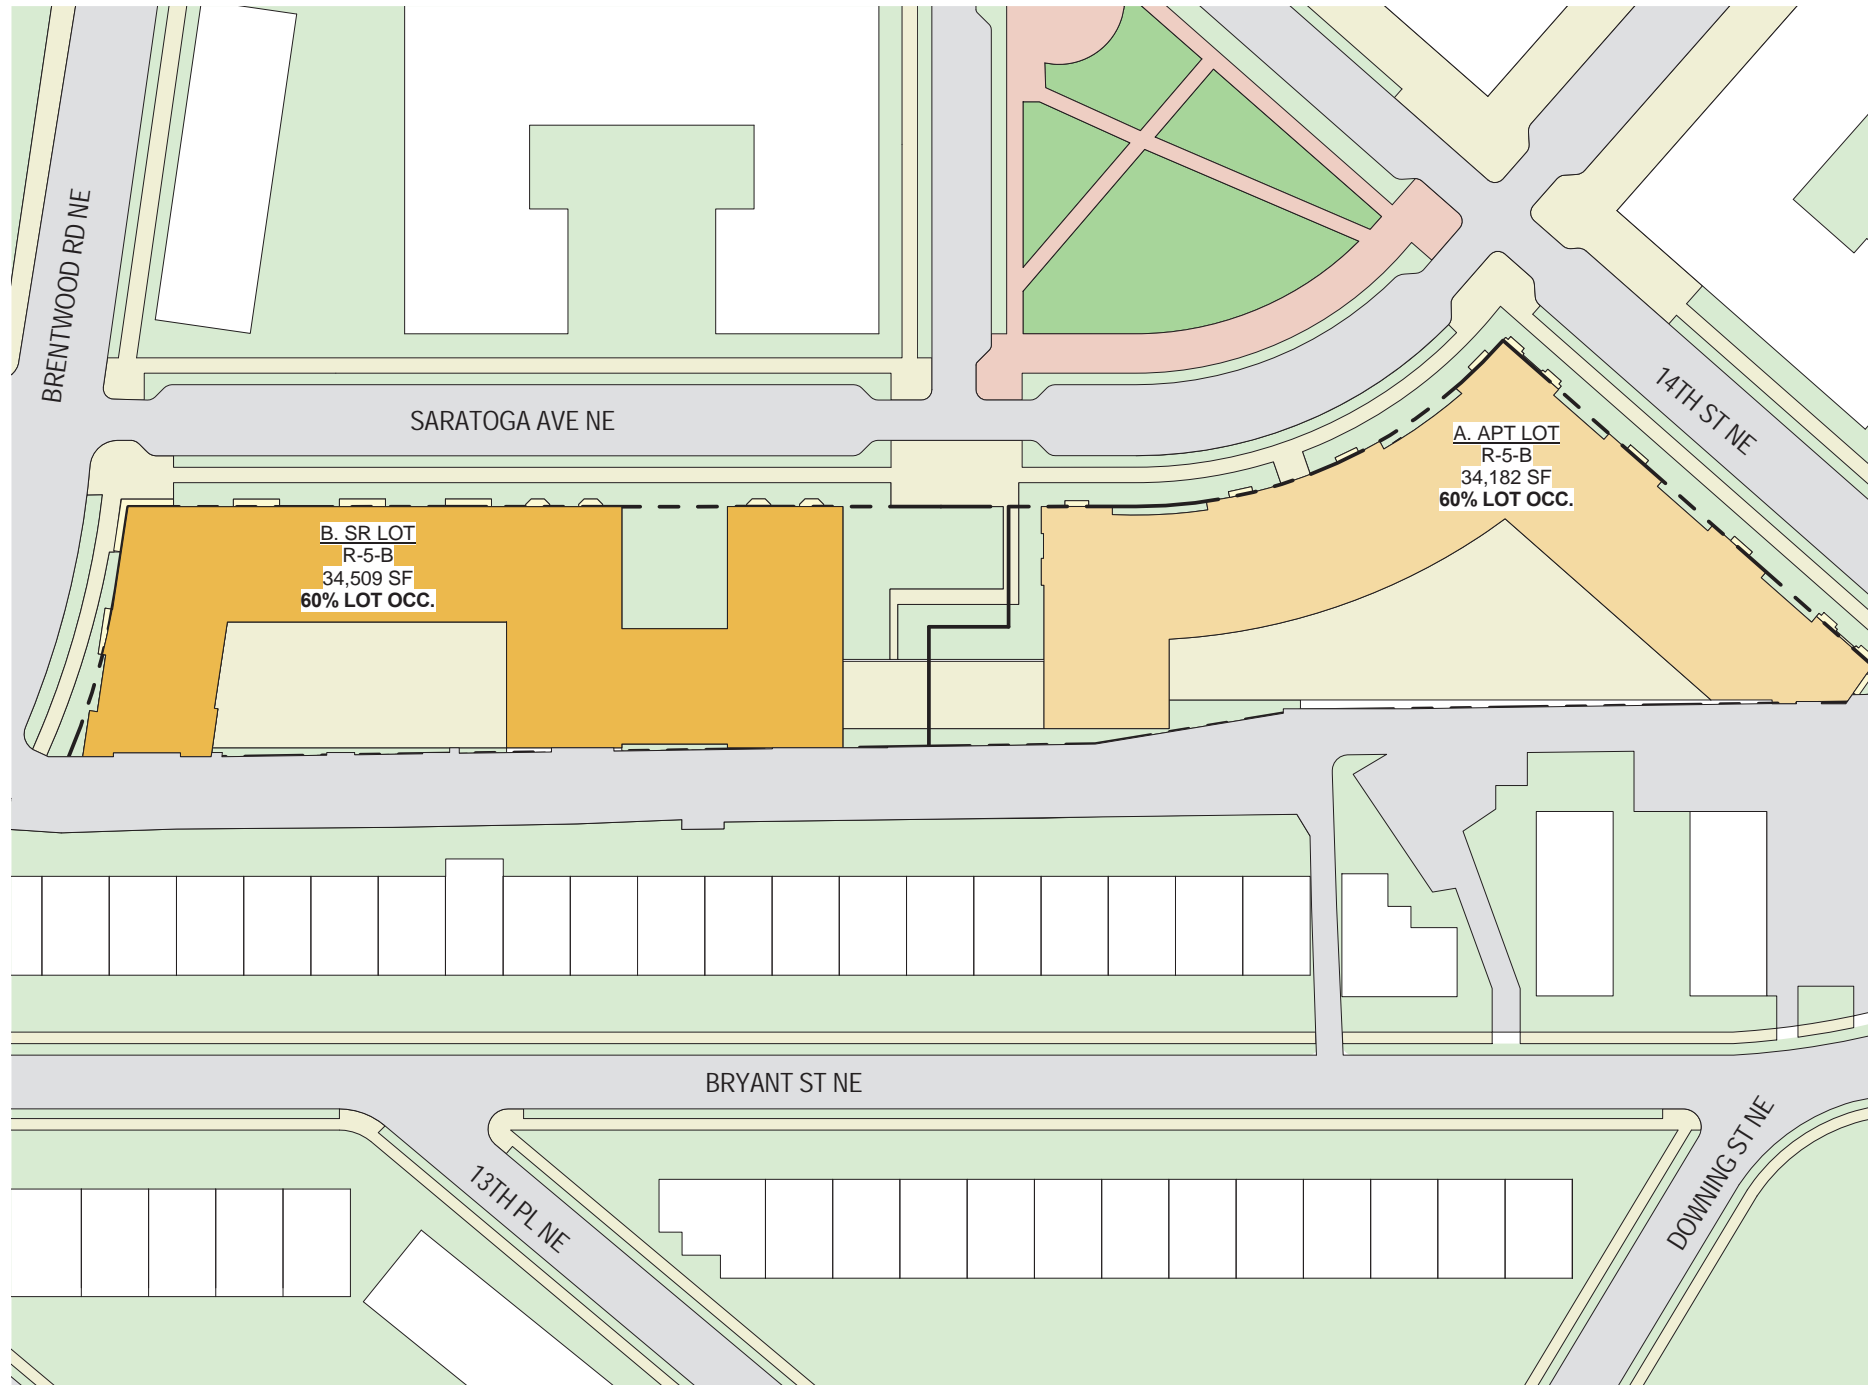 BRENTWOOD RD NE
SARATOGA AVE NE
14TH ST NE
A. APT LOT
R-5-B
34,182 SF
60% LOT OCC.
B. SR LOT
R-5-B
34,509 SF
60% LOT OCC.
BRYANT ST NE
13TH PL NE
DOWNING ST NE